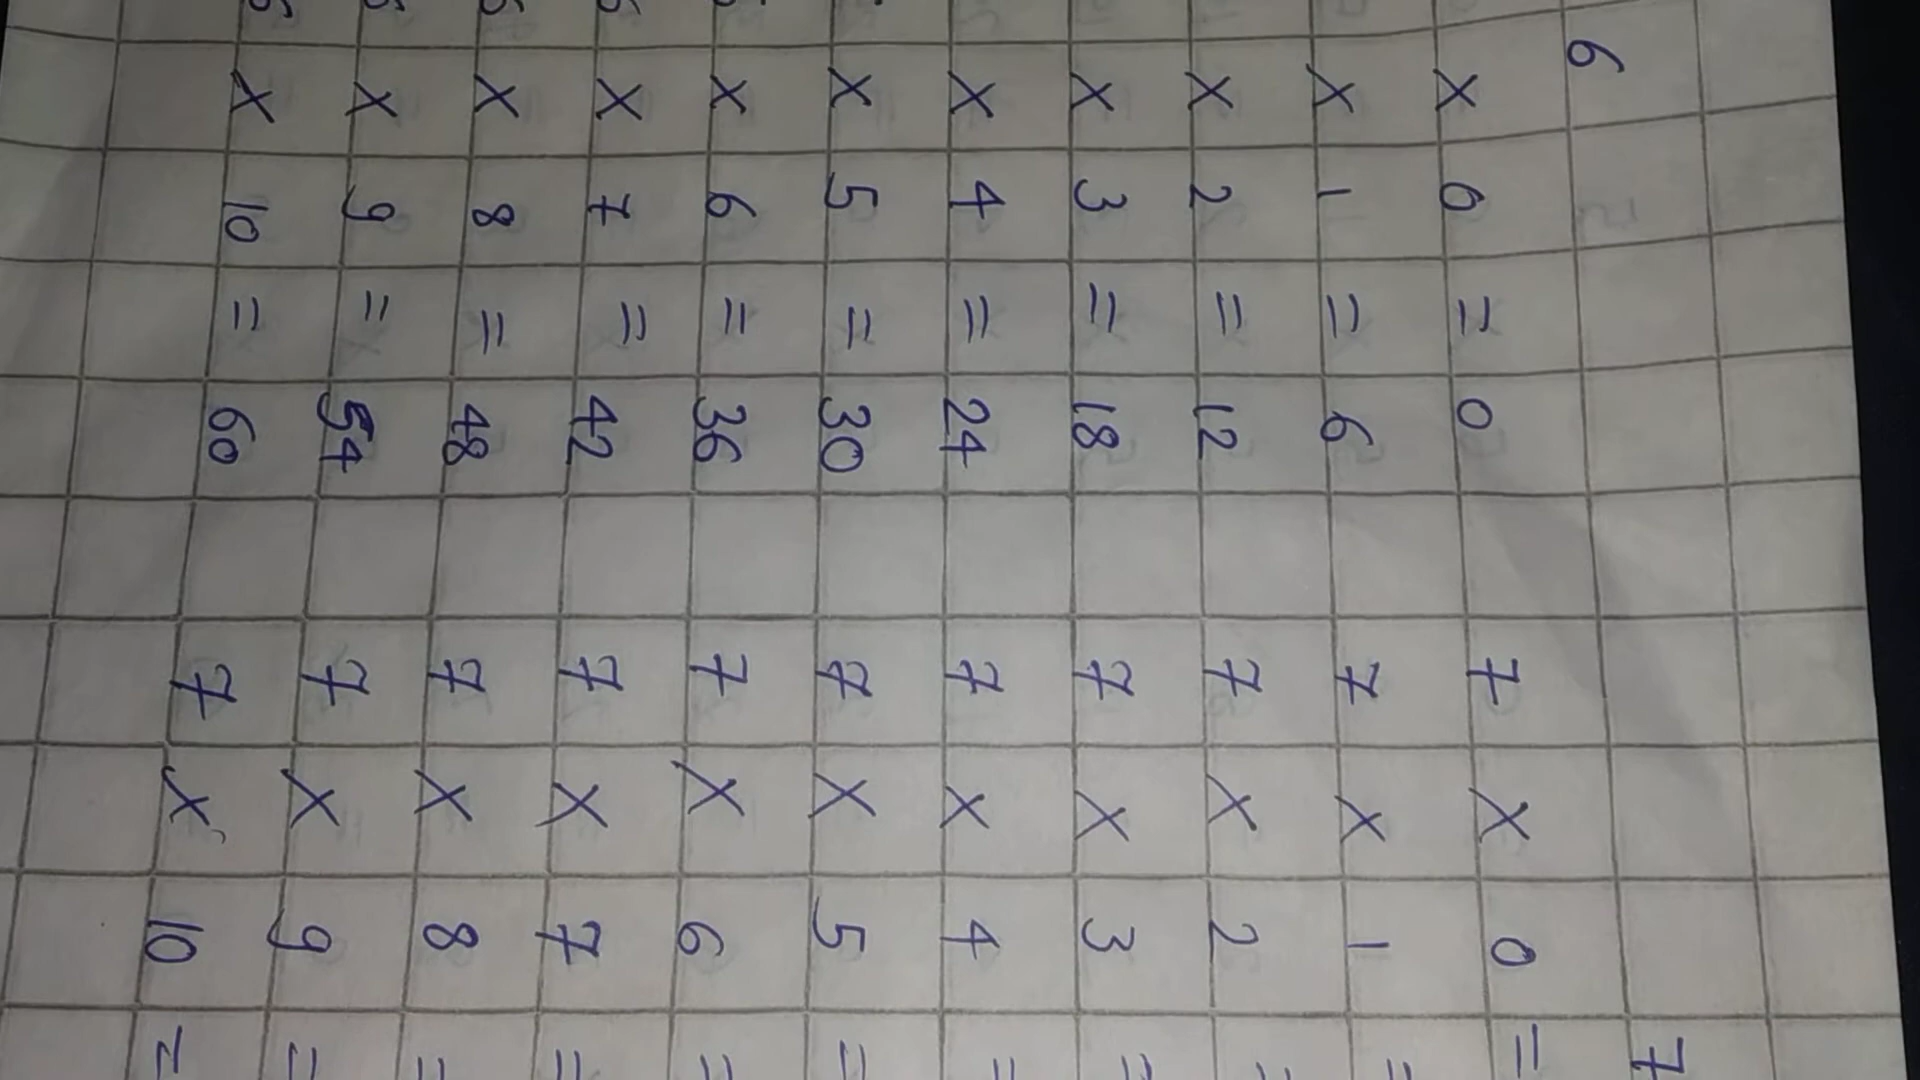 6 7
x 0 = 0 7 x 0 =
x 1 = 6 7 x 1 =
x 2 = 12 7 x 2 =
x 3 = 18 7 x 3 =
x 4 = 24 7 x 4 =
x 5 = 30 7 x 5 =
x 6 = 36 7 x 6 =
x 7 = 42 7 x 7 =
x 8 = 48 7 x 8 =
x 9 = 54 7 x 9 =
x 10 = 60 7 x 10 =